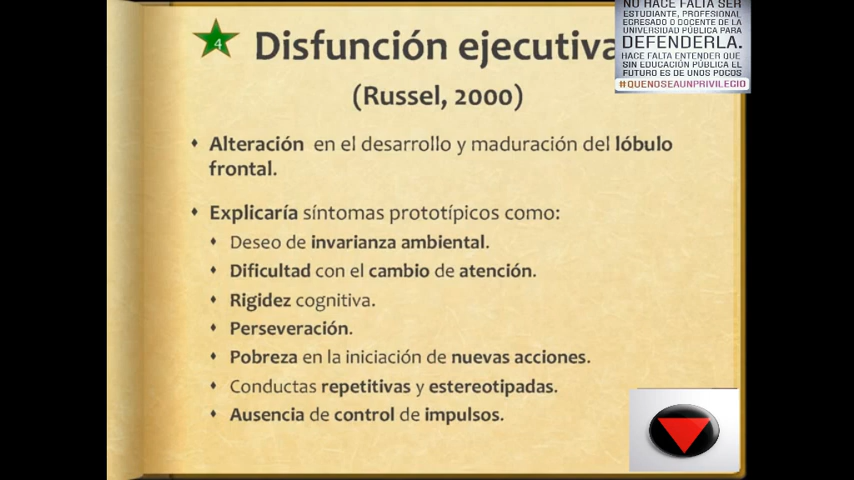 4
Disfunción ejecutiva
(Russel, 2000)
Alteración en el desarrollo y maduración del lóbulo
frontal.
Explicaría síntomas prototípicos como:
Deseo de invarianza ambiental.
Dificultad con el cambio de atención.
Rigidez cognitiva.
Perseveración.
Pobreza en la iniciación de nuevas acciones.
Conductas repetitivas y estereotipadas.
Ausencia de control de impulsos.
NO HACE FALTA SER
ESTUDIANTE, PROFESIONAL
EGRESADO O DOCENTE DE LA
UNIVERSIDAD PÚBLICA PARA
DEFENDERLA.
HACE FALTA ENTENDER QUE
SIN EDUCACIÓN PÚBLICA EL
FUTURO ES DE UNOS POCOS
#QUENOSEAUNPRIVILEGIO